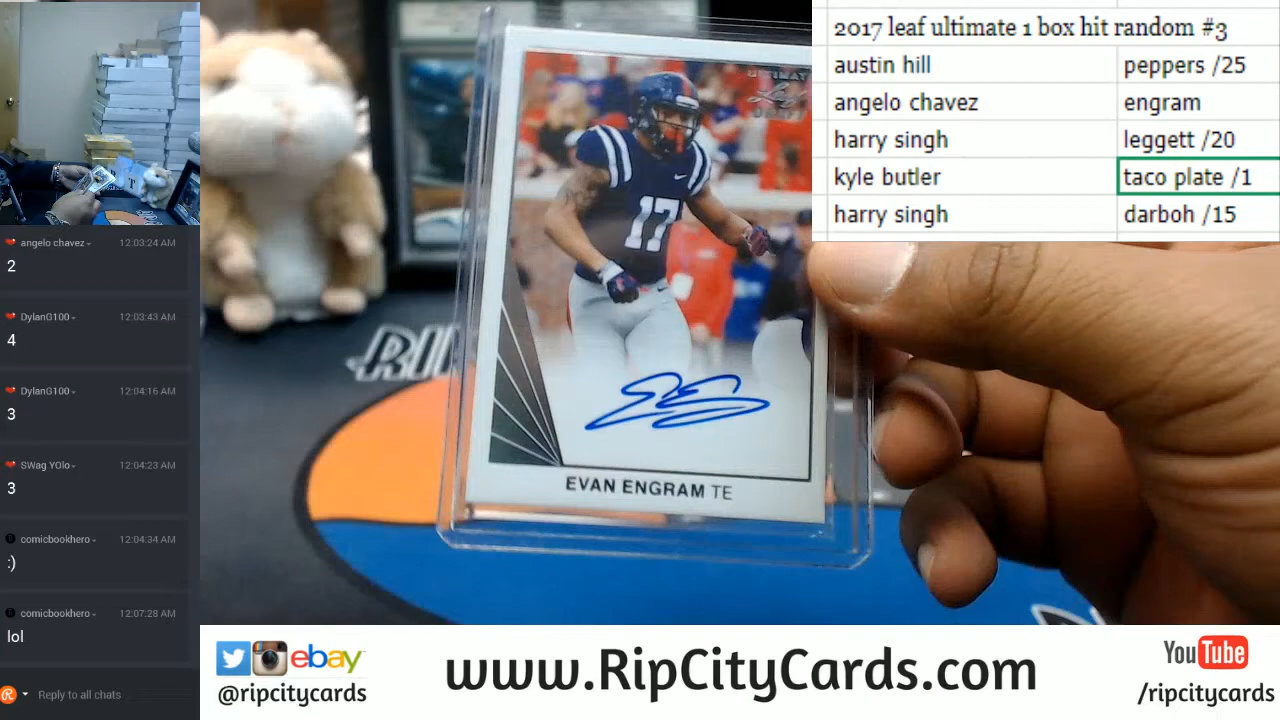 2017 leaf ultimate 1 box hit random #3
austin hill peppers /25
angelo chavez engram
harry singh leggett /20
kyle butler taco plate /1
harry singh darboh /15
angelo chavez 12:03:24 AM
2
DylanG100 12:03:43 AM
4
DylanG100 12:04:16 AM
3
SWag YOlo 12:04:23 AM
3
comicbookhero 12:04:34 AM
:)
comicbookhero 12:07:28 AM
lol
Reply to all chats
17
Leaf
EVAN ENGRAM TE
ebay
@ripcitycards
www.RipCityCards.com
YouTube
/ripcitycards